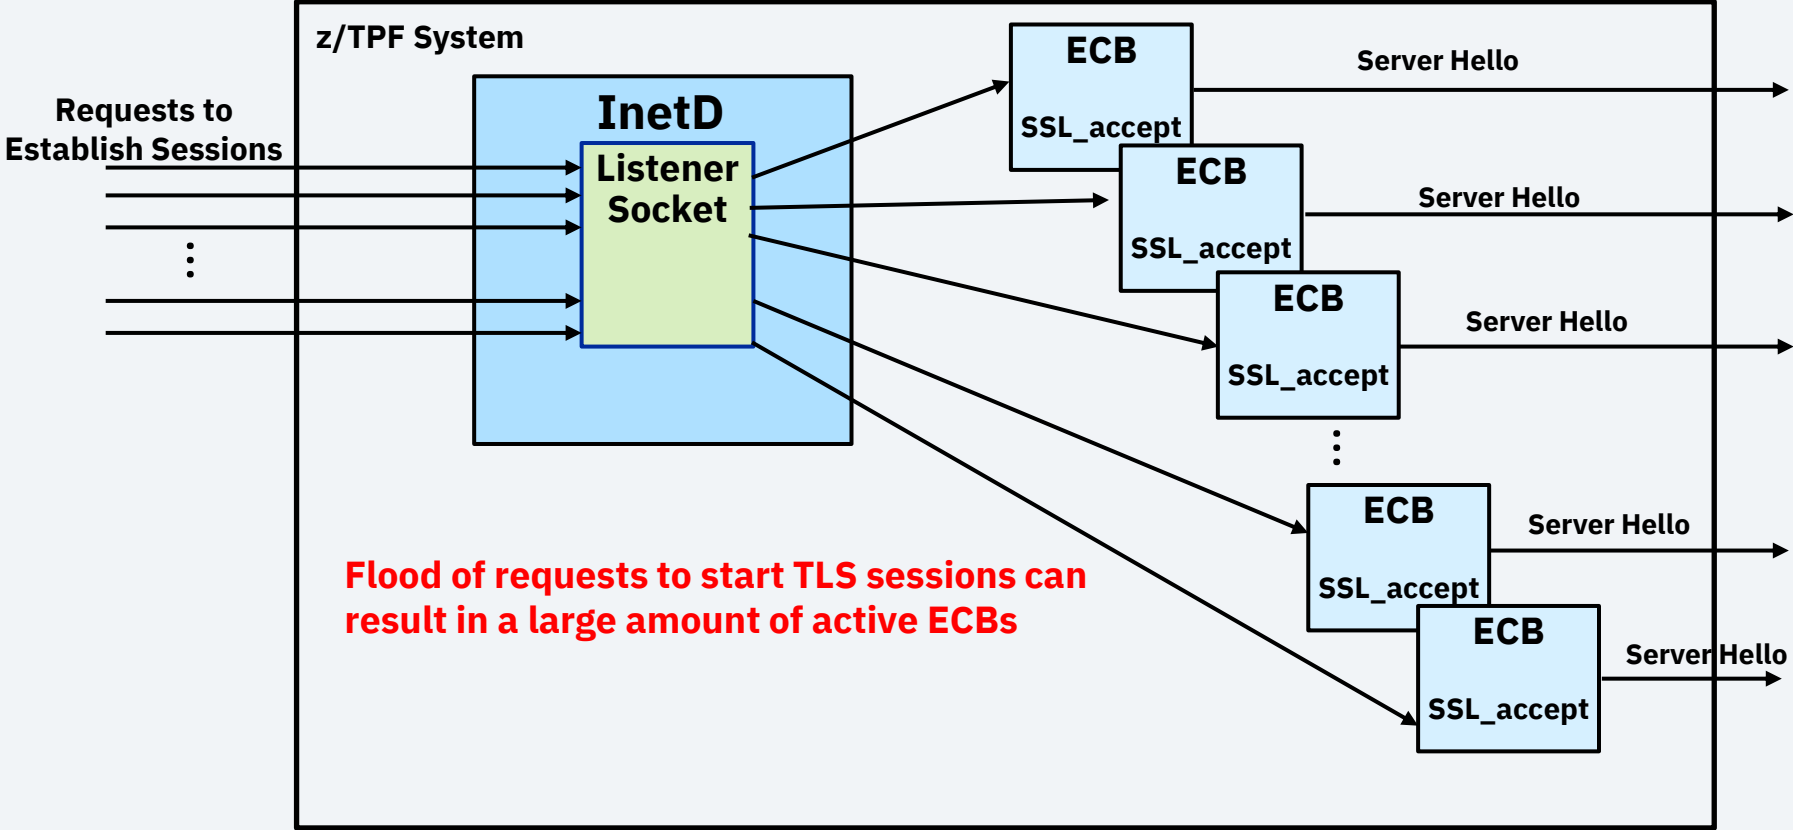 z/TPF System
Requests to
Establish Sessions
InetD
Listener
Socket
ECB
SSL_accept
Server Hello
ECB
SSL_accept
Server Hello
ECB
SSL_accept
Server Hello
ECB
SSL_accept
Server Hello
ECB
SSL_accept
Server Hello
Flood of requests to start TLS sessions can
result in a large amount of active ECBs